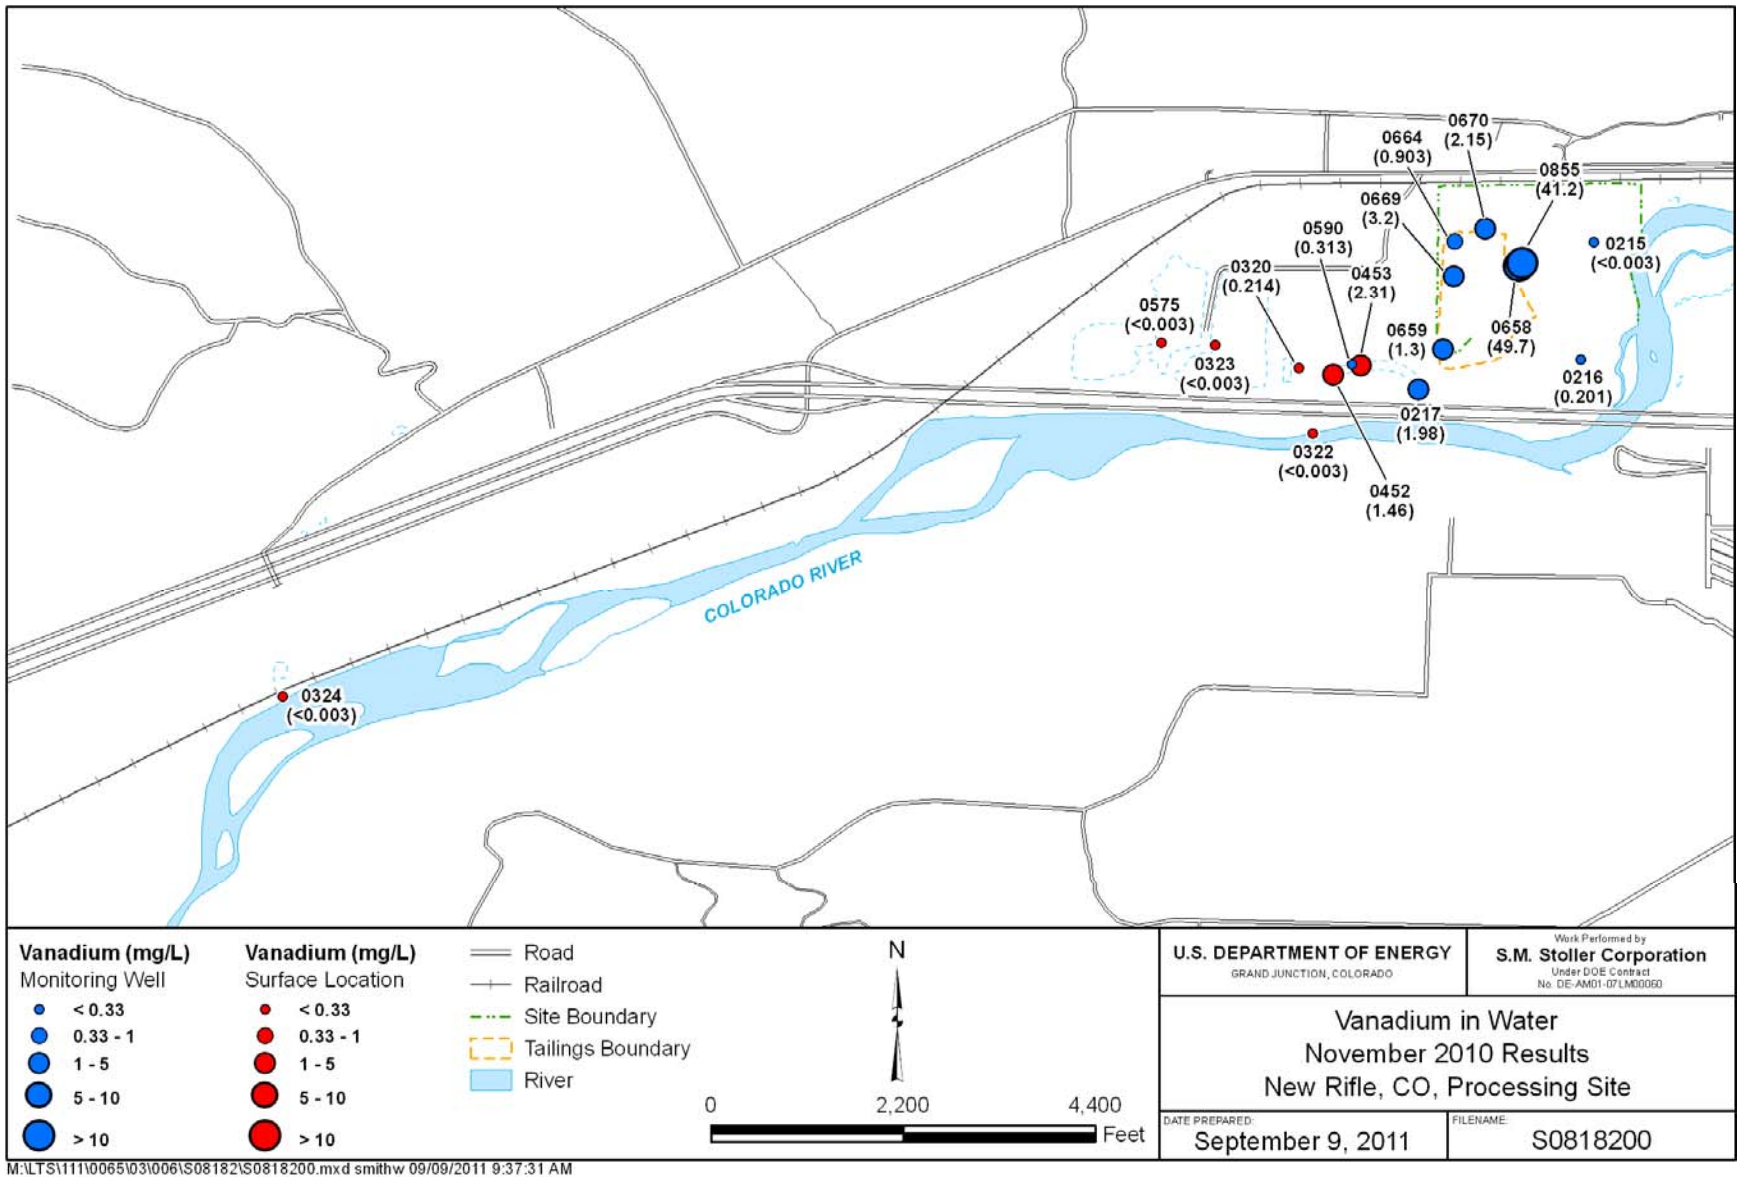 0670
(2.15)
0664
(0.903)
0855
(41.2)
0669
(3.2)
0590
(0.313)
0215
(<0.003)
0320
(0.214)
0453
(2.31)
0575
(<0.003)
0659
(1.3)
0658
(49.7)
0323
(<0.003)
0216
(0.201)
0217
(1.98)
0322
(<0.003)
0452
(1.46)
COLORADO RIVER
0324
(<0.003)
Vanadium (mg/L)
Monitoring Well
< 0.33
0.33 - 1
1 - 5
5 - 10
> 10
Vanadium (mg/L)
Surface Location
< 0.33
0.33 - 1
1 - 5
5 - 10
> 10
Road
Railroad
Site Boundary
Tailings Boundary
River
N
0 2,200 4,400
Feet
U.S. DEPARTMENT OF ENERGY
GRAND JUNCTION, COLORADO
Work Performed by
S.M. Stoller Corporation
Under DOE Contract
No. DE-AM01-07LM00060
Vanadium in Water
November 2010 Results
New Rifle, CO, Processing Site
DATE PREPARED:
September 9, 2011
FILENAME:
S0818200
M:\LTS\111\0065\03\006\S08182\S0818200.mxd smithw 09/09/2011 9:37:31 AM